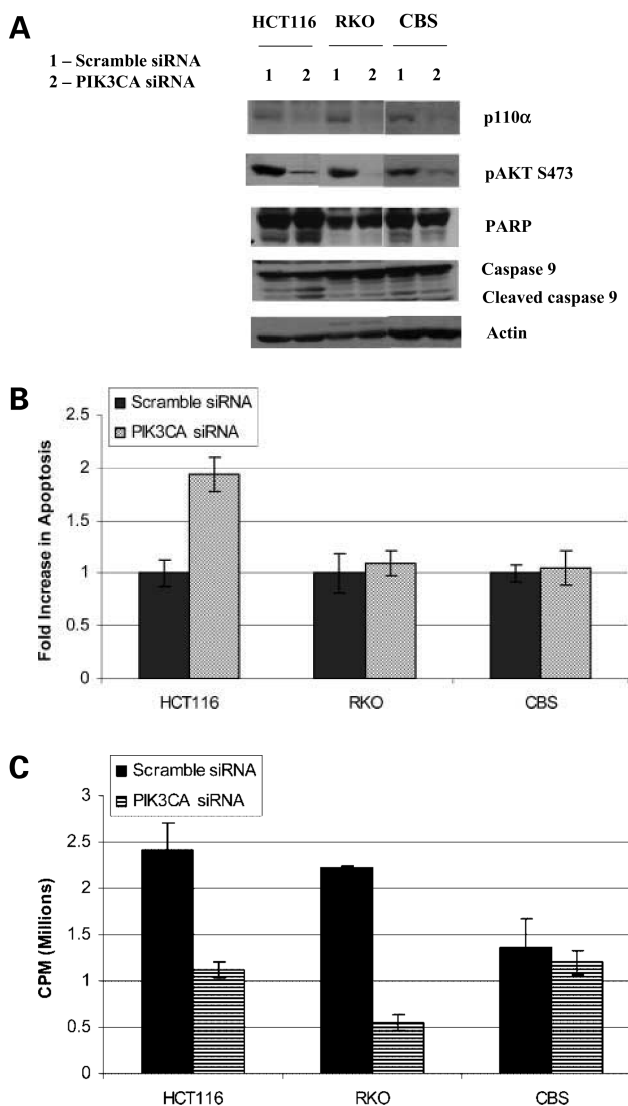 A
HCT116 RKO CBS
1 – Scramble siRNA
2 – PIK3CA siRNA
1 2 1 2 1 2
p110α
pAKT S473
PARP
Caspase 9
Cleaved caspase 9
Actin
B
Scramble siRNA
PIK3CA siRNA
Fold Increase in Apoptosis
2.5
2
1.5
1
0.5
0
HCT116 RKO CBS
C
Scramble siRNA
PIK3CA siRNA
CPM (Millions)
3
2.5
2
1.5
1
0.5
0
HCT116 RKO CBS